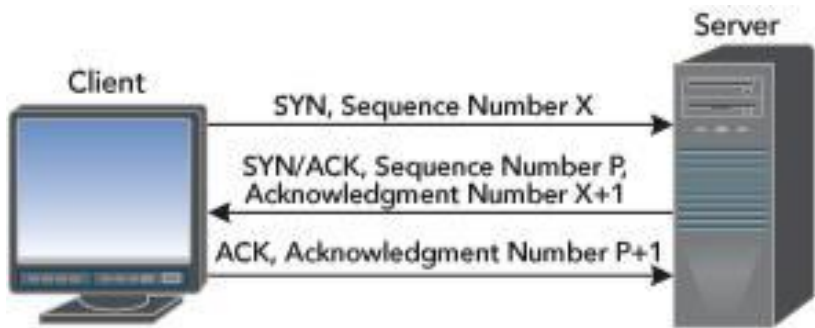 Server
Client
SYN, Sequence Number X
SYN/ACK, Sequence Number P,
Acknowledgment Number X+1
ACK, Acknowledgment Number P+1